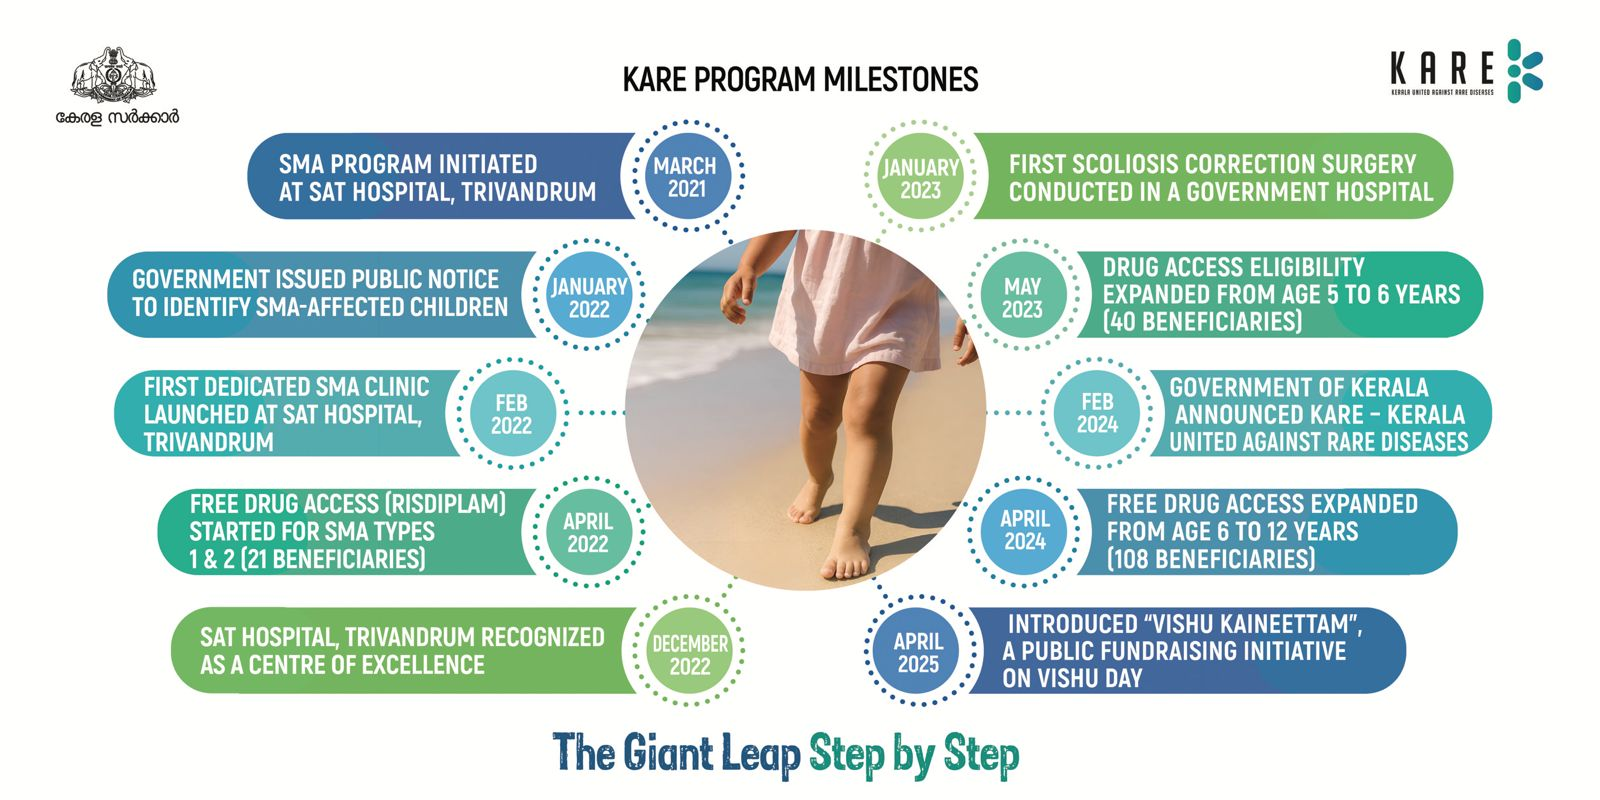 KARE PROGRAM MILESTONES
കേരള സർക്കാർ
KARE
KERALA UNITED AGAINST RARE DISEASES
SMA PROGRAM INITIATED
AT SAT HOSPITAL, TRIVANDRUM
MARCH
2021
GOVERNMENT ISSUED PUBLIC NOTICE
TO IDENTIFY SMA-AFFECTED CHILDREN
JANUARY
2022
FIRST DEDICATED SMA CLINIC
LAUNCHED AT SAT HOSPITAL,
TRIVANDRUM
FEB
2022
FREE DRUG ACCESS (RISDIPLAM)
STARTED FOR SMA TYPES
1 & 2 (21 BENEFICIARIES)
APRIL
2022
SAT HOSPITAL, TRIVANDRUM RECOGNIZED
AS A CENTRE OF EXCELLENCE
DECEMBER
2022
JANUARY
2023
FIRST SCOLIOSIS CORRECTION SURGERY
CONDUCTED IN A GOVERNMENT HOSPITAL
MAY
2023
DRUG ACCESS ELIGIBILITY
EXPANDED FROM AGE 5 TO 6 YEARS
(40 BENEFICIARIES)
FEB
2024
GOVERNMENT OF KERALA
ANNOUNCED KARE – KERALA
UNITED AGAINST RARE DISEASES
APRIL
2024
FREE DRUG ACCESS EXPANDED
FROM AGE 6 TO 12 YEARS
(108 BENEFICIARIES)
APRIL
2025
INTRODUCED “VISHU KAINEETTAM”,
A PUBLIC FUNDRAISING INITIATIVE
ON VISHU DAY
The Giant Leap Step by Step